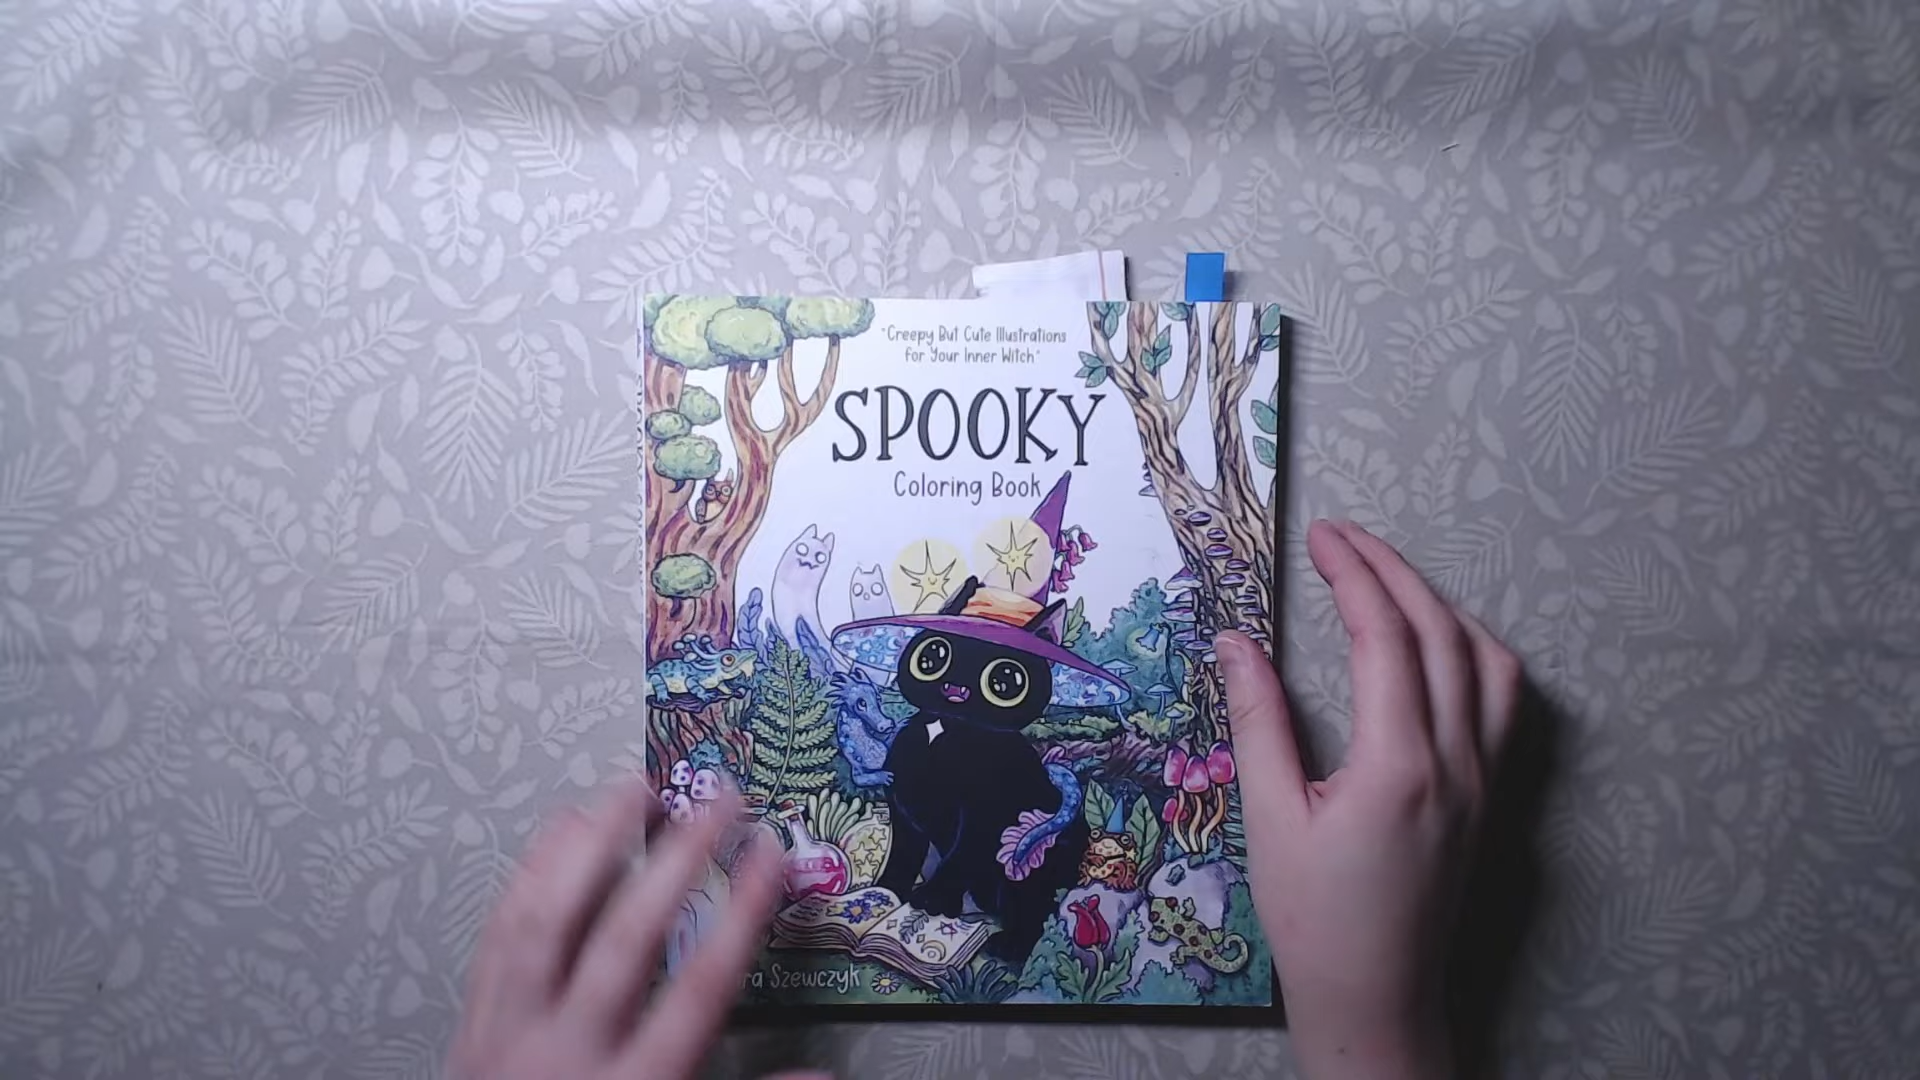 "Creepy But Cute Illustrations
for Your Inner Witch"
SPOOKY
Coloring Book
Szewczyk